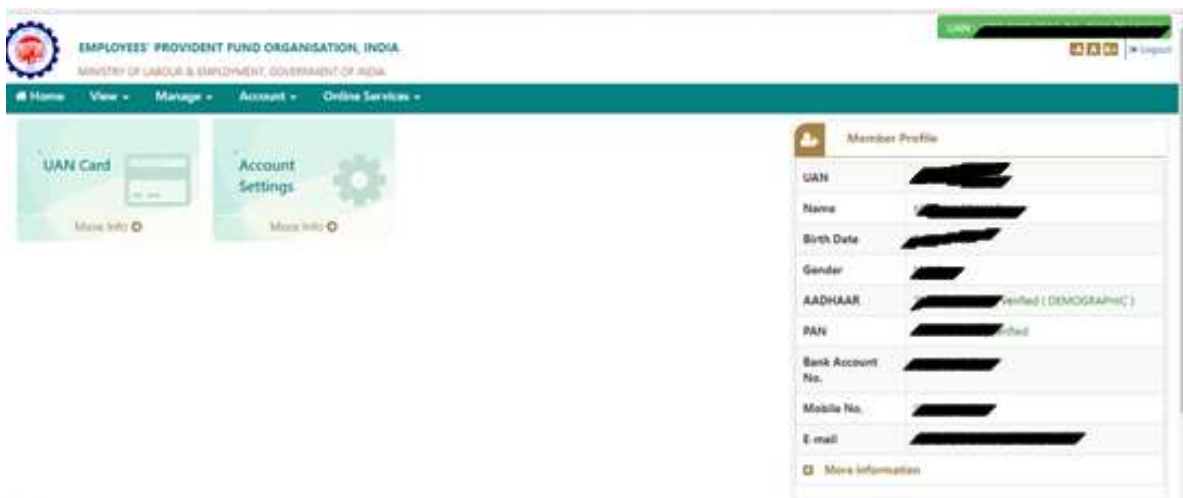 UAN
EMPLOYEES' PROVIDENT FUND ORGANISATION, INDIA
MINISTRY OF LABOUR & EMPLOYMENT, GOVERNMENT OF INDIA
Logout
Home View Manage Account Online Services
UAN Card
More Info
Account
Settings
More Info
Member Profile
UAN
Name
Birth Date
Gender
AADHAAR Verified ( DEMOGRAPHIC )
PAN
Bank Account
No.
Mobile No.
E-mail
More Information